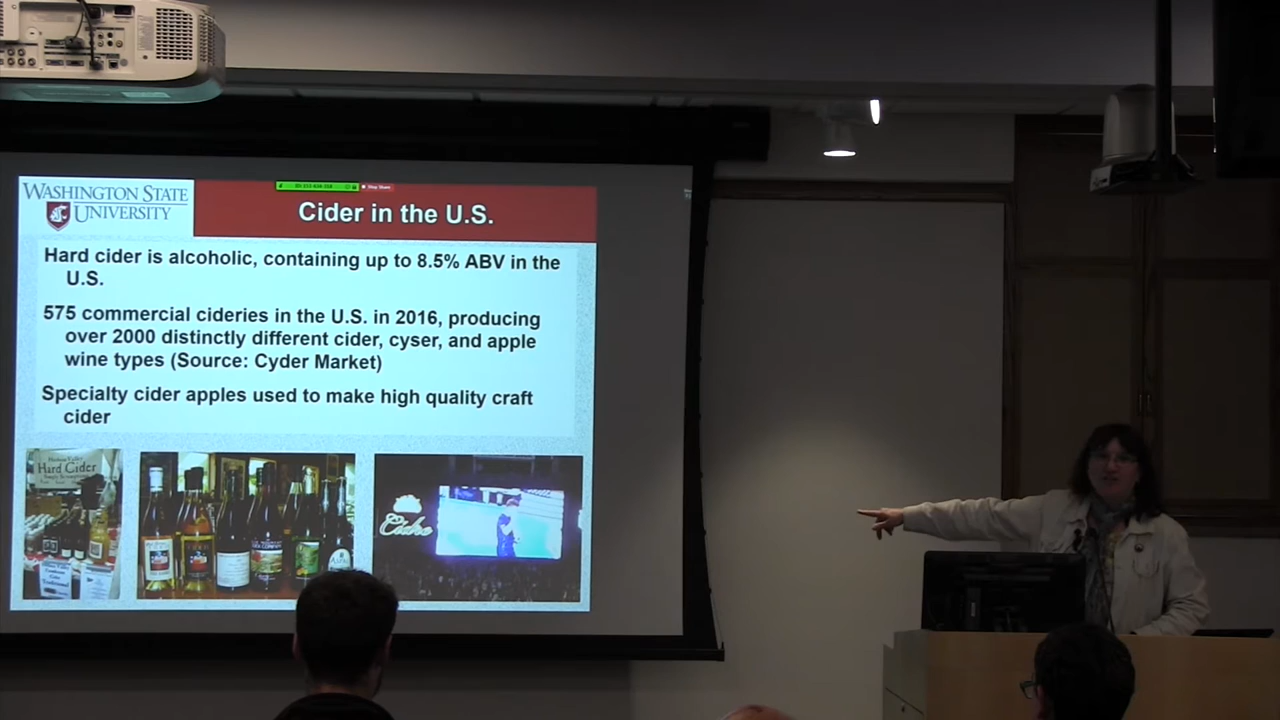 WASHINGTON STATE
UNIVERSITY
Stop Share
Cider in the U.S.
Hard cider is alcoholic, containing up to 8.5% ABV in the
U.S.
575 commercial cideries in the U.S. in 2016, producing
over 2000 distinctly different cider, cyser, and apple
wine types (Source: Cyder Market)
Specialty cider apples used to make high quality craft
cider
Hard Cider